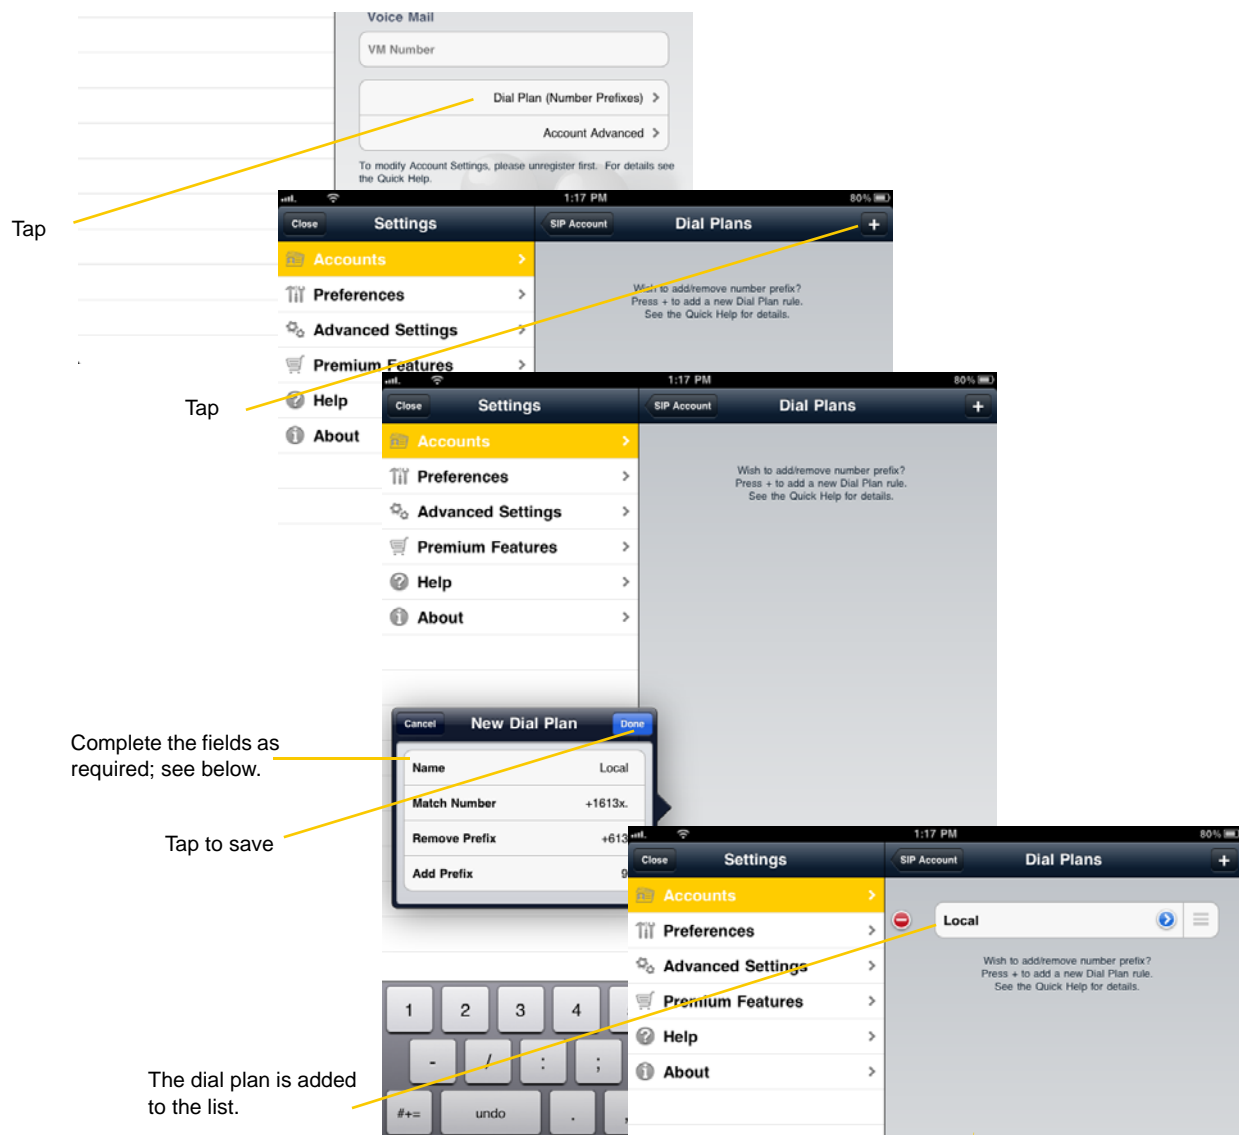 Voice Mail
VM Number
Dial Plan (Number Prefixes)
Account Advanced
To modify Account Settings, please unregister first. For details see
the Quick Help.
Tap
1:17 PM
80%
Close
Settings
SIP Account
Dial Plans
+
Accounts
Preferences
Advanced Settings
Premium Features
Help
About
Wish to add/remove number prefix?
Press + to add a new Dial Plan rule.
See the Quick Help for details.
Tap
1:17 PM
80%
Close
Settings
SIP Account
Dial Plans
+
Accounts
Preferences
Advanced Settings
Premium Features
Help
About
Wish to add/remove number prefix?
Press + to add a new Dial Plan rule.
See the Quick Help for details.
Complete the fields as
required; see below.
Cancel
New Dial Plan
Done
Name Local
Match Number +1613x.
Remove Prefix +613
Add Prefix 9
Tap to save
1 2 3 4
- / : ;
#+= undo . ,
1:17 PM
80%
Close
Settings
SIP Account
Dial Plans
+
Accounts
Preferences
Advanced Settings
Premium Features
Help
About
Local
Wish to add/remove number prefix?
Press + to add a new Dial Plan rule.
See the Quick Help for details.
The dial plan is added
to the list.